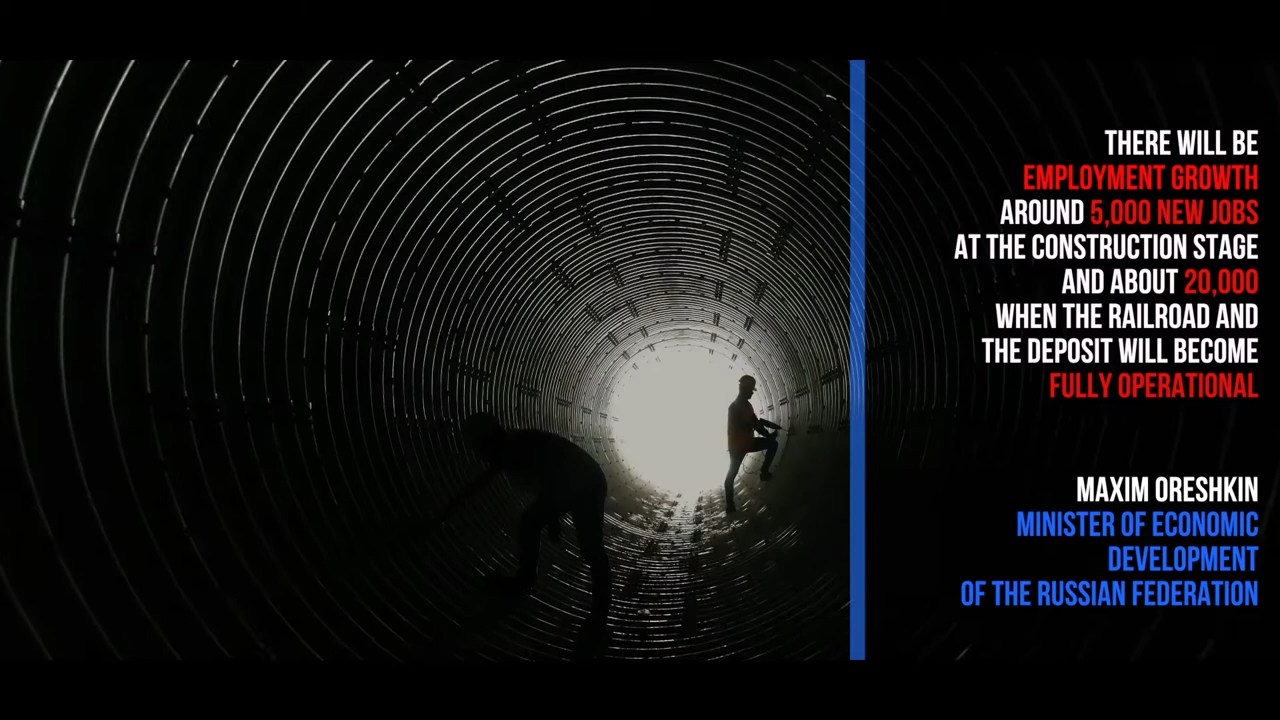 THERE WILL BE
EMPLOYMENT GROWTH
AROUND 5,000 NEW JOBS
AT THE CONSTRUCTION STAGE
AND ABOUT 20,000
WHEN THE RAILROAD AND
THE DEPOSIT WILL BECOME
FULLY OPERATIONAL
MAXIM ORESHKIN
MINISTER OF ECONOMIC
DEVELOPMENT
OF THE RUSSIAN FEDERATION